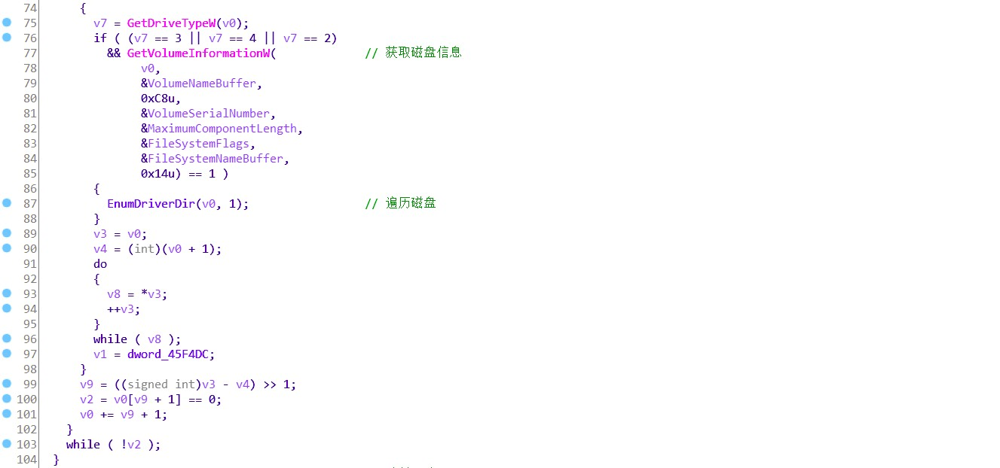 74 {
75 v7 = GetDriveTypeW(v0);
76 if ( (v7 == 3 || v7 == 4 || v7 == 2)
77 && GetVolumeInformationW( // 获取磁盘信息
78 v0,
79 &VolumeNameBuffer,
80 0xC8u,
81 &VolumeSerialNumber,
82 &MaximumComponentLength,
83 &FileSystemFlags,
84 &FileSystemNameBuffer,
85 0x14u) == 1 )
86 {
87 EnumDriverDir(v0, 1); // 遍历磁盘
88 }
89 v3 = v0;
90 v4 = (int)(v0 + 1);
91 do
92 {
93 v8 = *v3;
94 ++v3;
95 }
96 while ( v8 );
97 v1 = dword_45F4DC;
98 }
99 v9 = ((signed int)v3 - v4) >> 1;
100 v2 = v0[v9 + 1] == 0;
101 v0 += v9 + 1;
102 }
103 while ( !v2 );
104 }